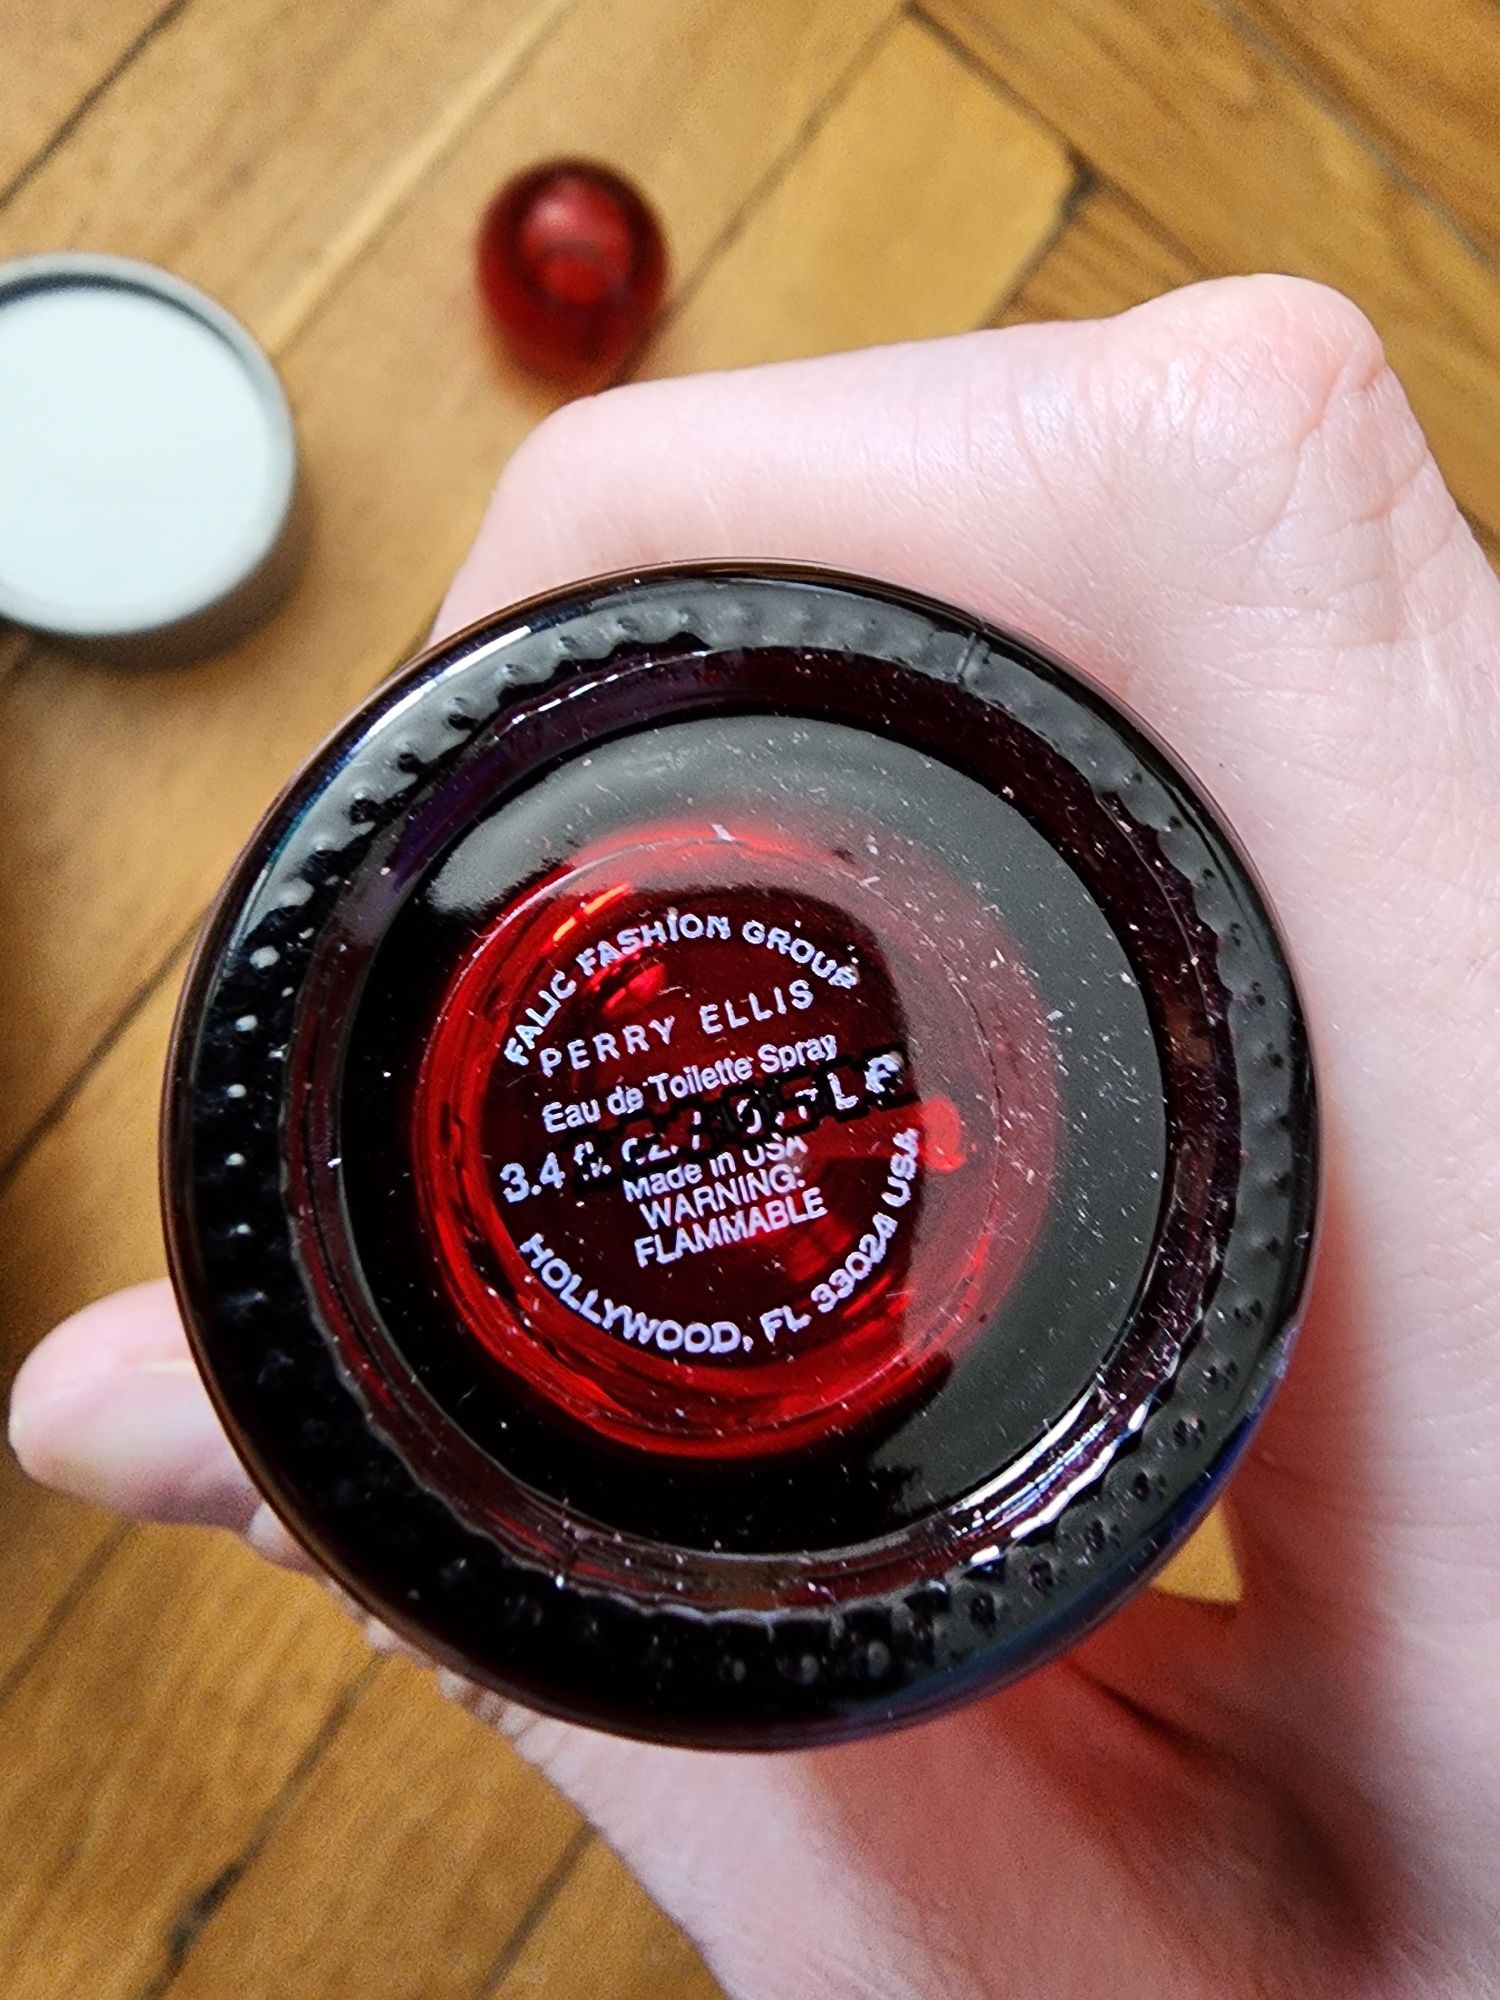 FALIC FASHION GROUP
PERRY ELLIS
Eau de Toilette Spray
3.4
Made in USA
WARNING:
FLAMMABLE
HOLLYWOOD, FL 33024 USA